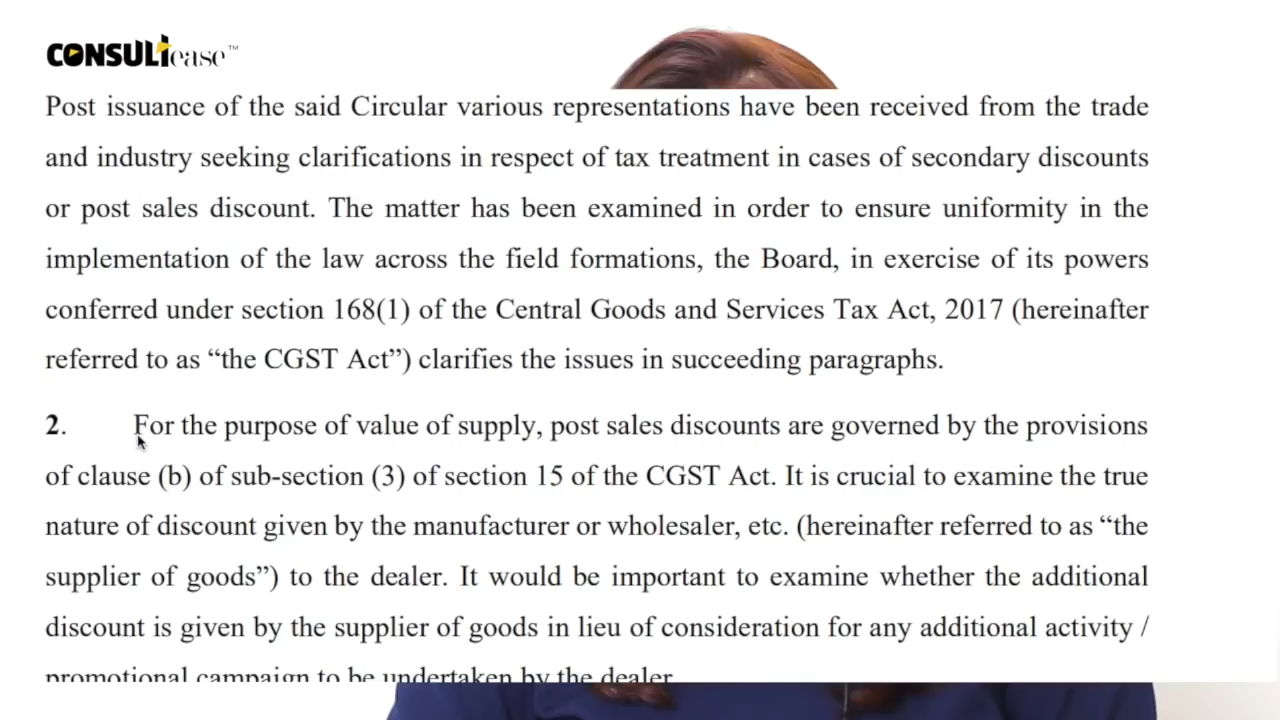 CONSULTease™
Post issuance of the said Circular various representations have been received from the trade
and industry seeking clarifications in respect of tax treatment in cases of secondary discounts
or post sales discount. The matter has been examined in order to ensure uniformity in the
implementation of the law across the field formations, the Board, in exercise of its powers
conferred under section 168(1) of the Central Goods and Services Tax Act, 2017 (hereinafter
referred to as “the CGST Act”) clarifies the issues in succeeding paragraphs.
2. For the purpose of value of supply, post sales discounts are governed by the provisions
of clause (b) of sub-section (3) of section 15 of the CGST Act. It is crucial to examine the true
nature of discount given by the manufacturer or wholesaler, etc. (hereinafter referred to as “the
supplier of goods”) to the dealer. It would be important to examine whether the additional
discount is given by the supplier of goods in lieu of consideration for any additional activity /
promotional campaign to be undertaken by the dealer